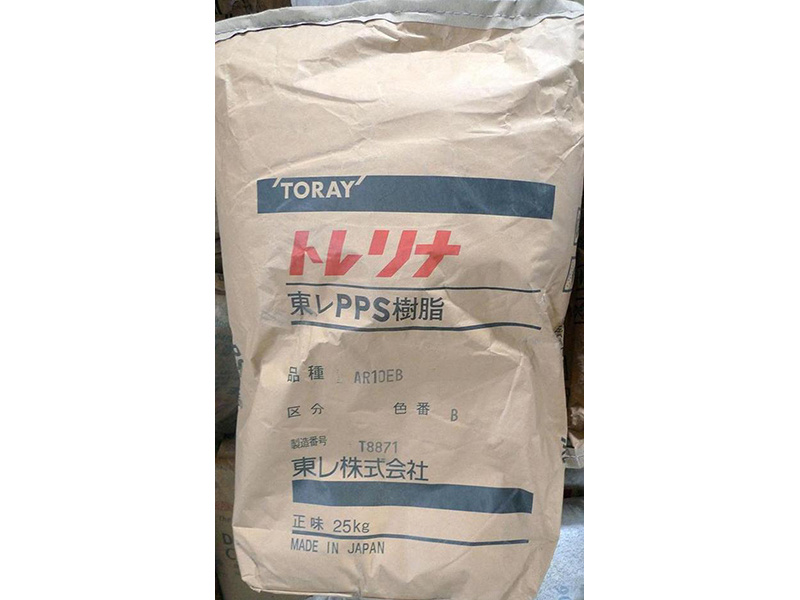 'TORAY'
トレリナ
東レPPS樹脂
品種 AR10EB
区分 色番 B
製造番号 T8871
東レ株式会社
正味 25kg
MADE IN JAPAN